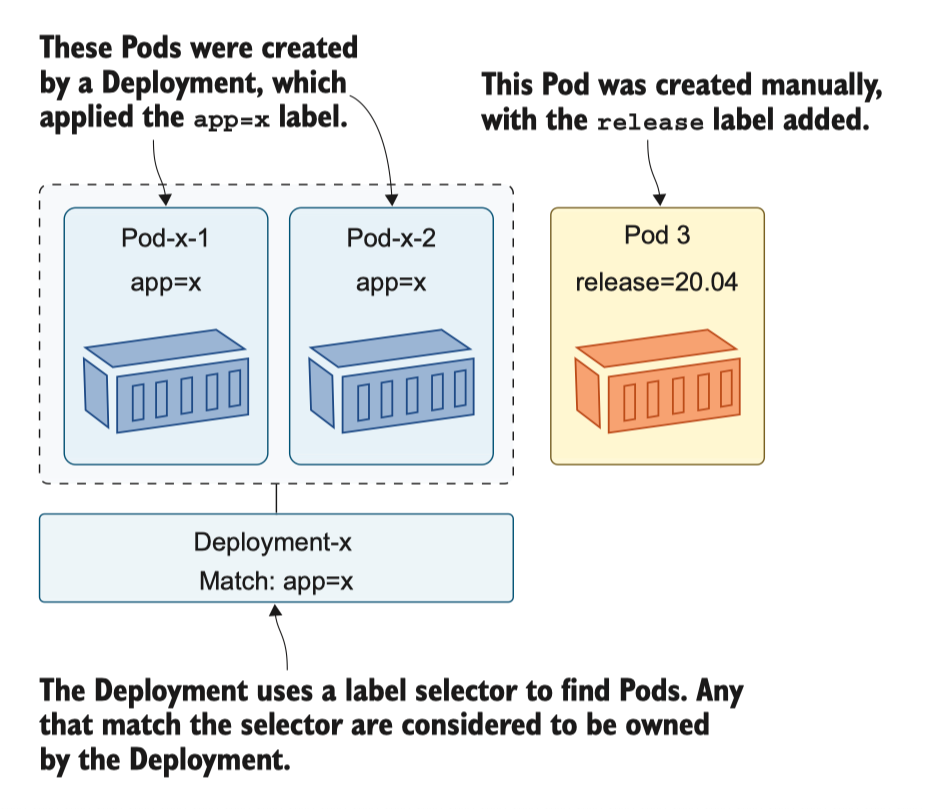 These Pods were created
by a Deployment, which
applied the app=x label.
This Pod was created manually,
with the release label added.
Pod-x-1
app=x
Pod-x-2
app=x
Pod 3
release=20.04
Deployment-x
Match: app=x
The Deployment uses a label selector to find Pods. Any
that match the selector are considered to be owned
by the Deployment.